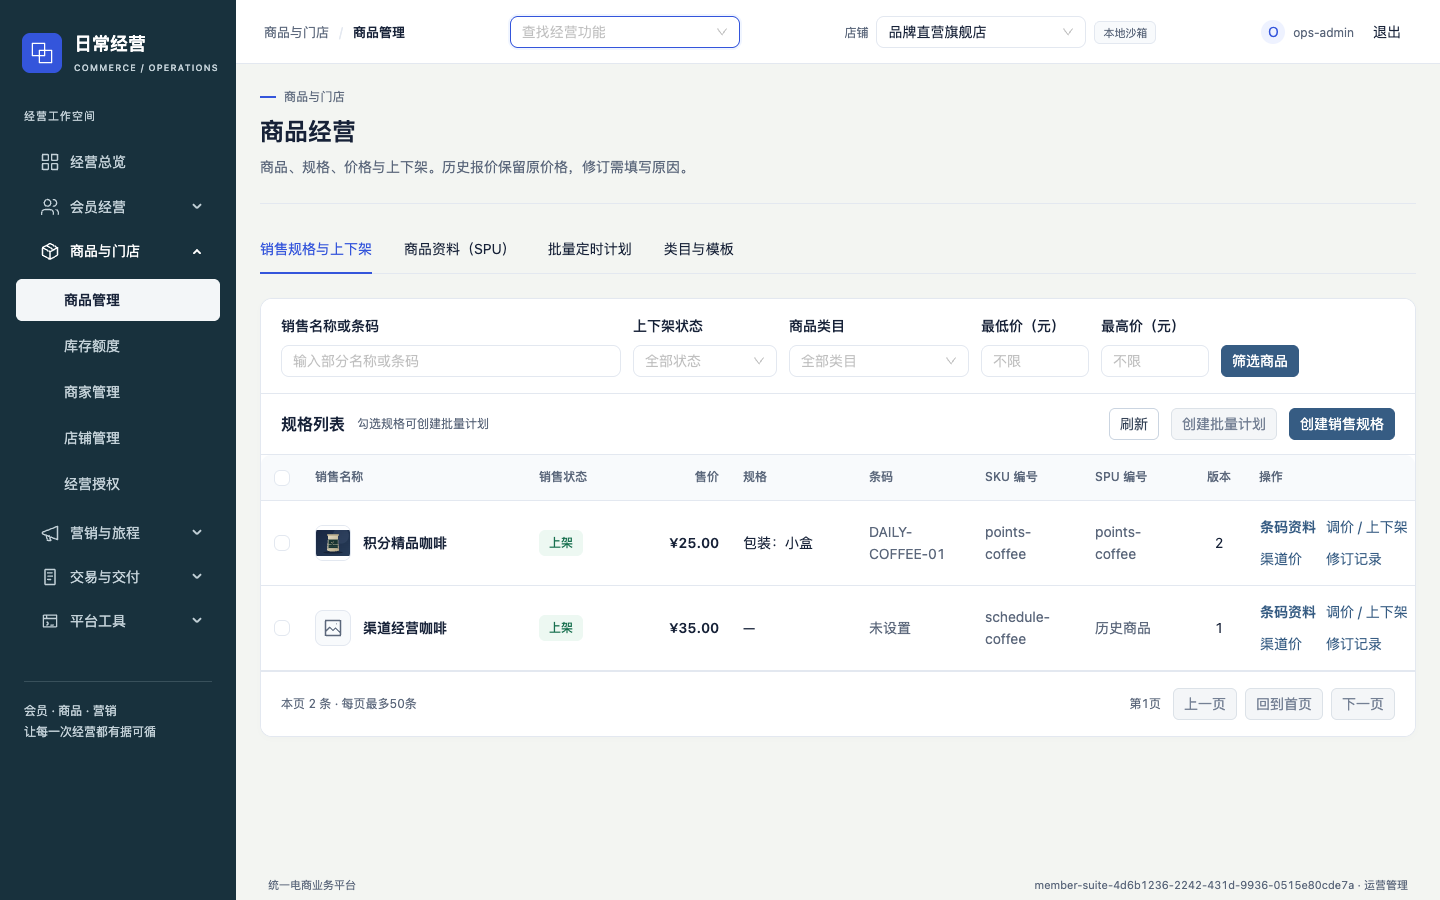 日常经营
COMMERCE / OPERATIONS
经营工作空间
经营总览
会员经营
商品与门店
商品管理
库存额度
商家管理
店铺管理
经营授权
营销与旅程
交易与交付
平台工具
会员 · 商品 · 营销
让每一次经营都有据可循
商品与门店 / 商品管理
查找经营功能
店铺 品牌直营旗舰店 本地沙箱
O ops-admin 退出
商品与门店
商品经营
商品、规格、价格与上下架。历史报价保留原价格，修订需填写原因。
销售规格与上下架 商品资料（SPU） 批量定时计划 类目与模板
销售名称或条码 上下架状态 商品类目 最低价（元） 最高价（元）
输入部分名称或条码 全部状态 全部类目 不限 不限 筛选商品
规格列表 勾选规格可创建批量计划 刷新 创建批量计划 创建销售规格
销售名称 销售状态 售价 规格 条码 SKU 编号 SPU 编号 版本 操作
积分精品咖啡 上架 ¥25.00 包装：小盒 DAILY-COFFEE-01 points-coffee points-coffee 2 条码资料 调价 / 上下架
渠道价 修订记录
渠道经营咖啡 上架 ¥35.00 — 未设置 schedule-coffee 历史商品 1 条码资料 调价 / 上下架
渠道价 修订记录
本页 2 条 · 每页最多50条 第1页 上一页 回到首页 下一页
统一电商业务平台 member-suite-4d6b1236-2242-431d-9936-0515e80cde7a · 运营管理